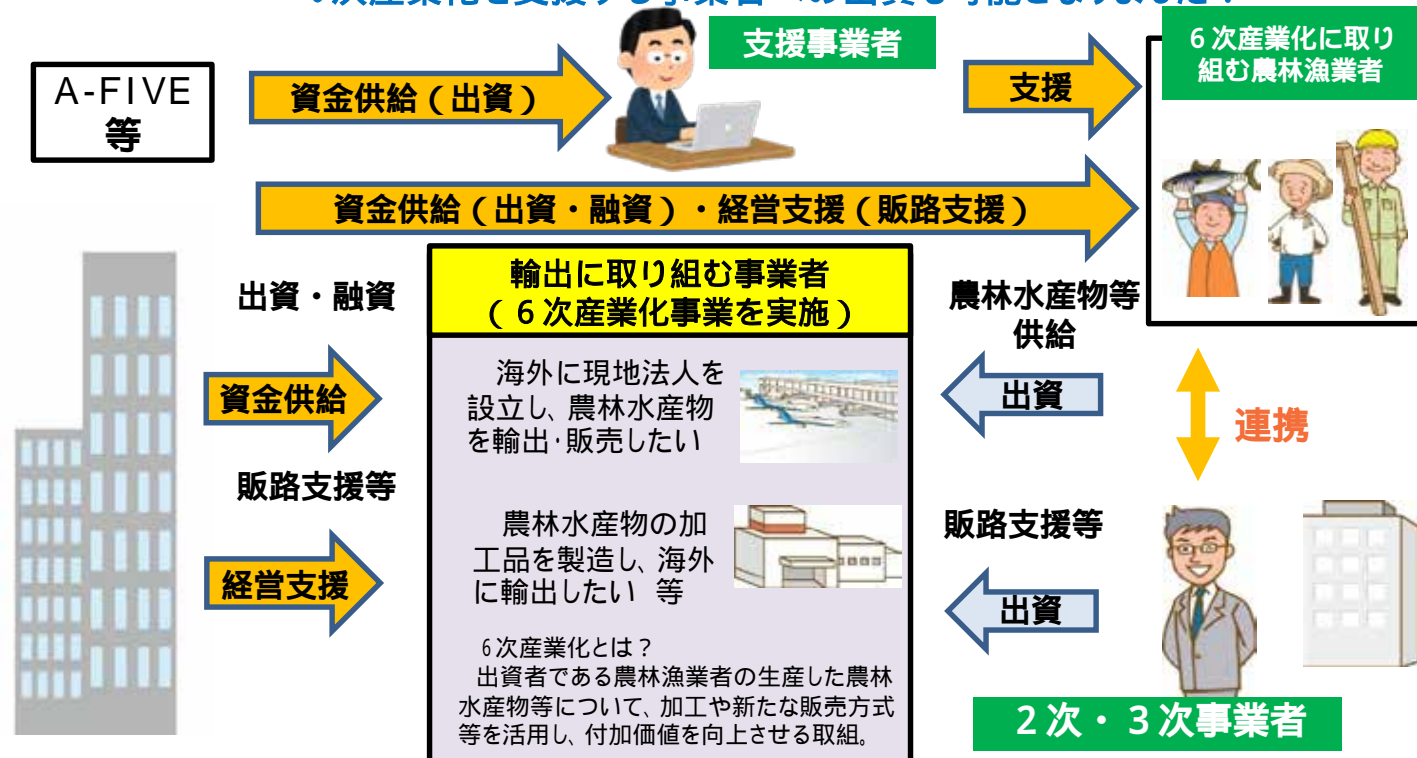 支援事業者
6次産業化に取り
組む農林漁業者
A-FIVE
等
資金供給(出資)
支援
資金供給(出資・融資)・経営支援(販路支援)
出資・融資
輸出に取り組む事業者
(6次産業化事業を実施)
農林水産物等
供給
海外に現地法人を
設立し、農林水産物
を輸出・販売したい
資金供給
出資
連携
販路支援等
農林水産物の加
工品を製造し、海外
に輸出したい 等
販路支援等
経営支援
出資
6次産業化とは?
出資者である農林漁業者の生産した農林
水産物等について、加工や新たな販売方式
等を活用し、付加価値を向上させる取組。
2次・3次事業者